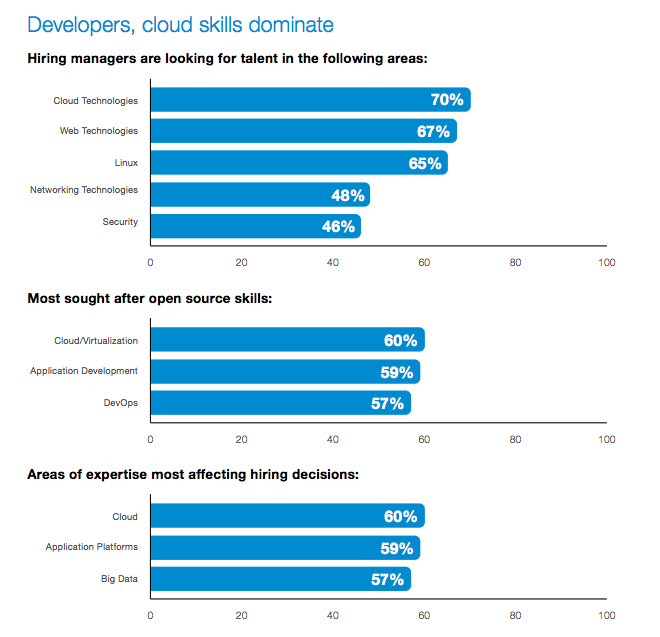 Developers, cloud skills dominate
Hiring managers are looking for talent in the following areas:
Cloud Technologies 70%
Web Technologies 67%
Linux 65%
Networking Technologies 48%
Security 46%
0 20 40 60 80 100
Most sought after open source skills:
Cloud/Virtualization 60%
Application Development 59%
DevOps 57%
0 20 40 60 80 100
Areas of expertise most affecting hiring decisions:
Cloud 60%
Application Platforms 59%
Big Data 57%
0 20 40 60 80 100